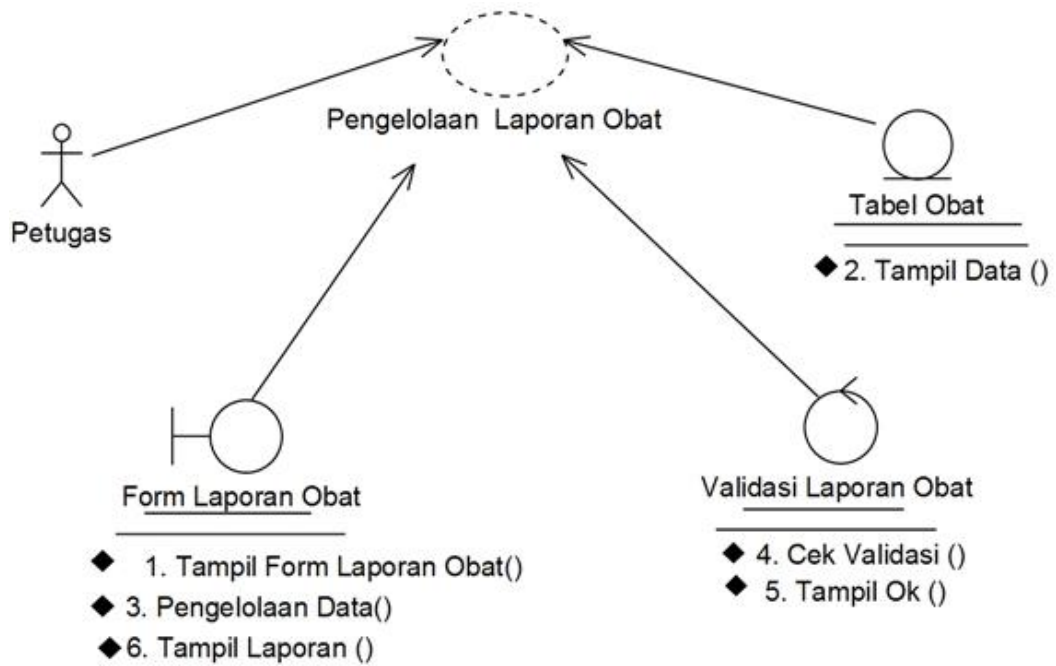 Pengelolaan Laporan Obat
Petugas
Tabel Obat
2. Tampil Data ()
Form Laporan Obat
1. Tampil Form Laporan Obat()
3. Pengelolaan Data()
6. Tampil Laporan ()
Validasi Laporan Obat
4. Cek Validasi ()
5. Tampil Ok ()